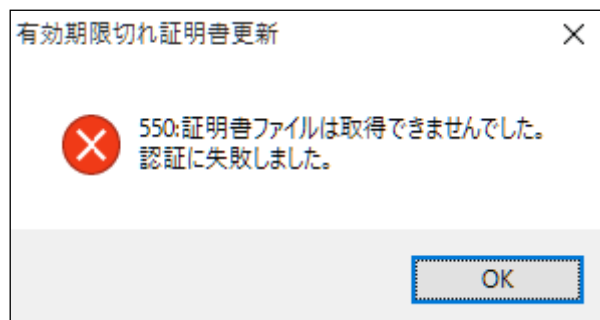 有効期限切れ証明書更新
550:証明書ファイルは取得できませんでした。
認証に失敗しました。
OK